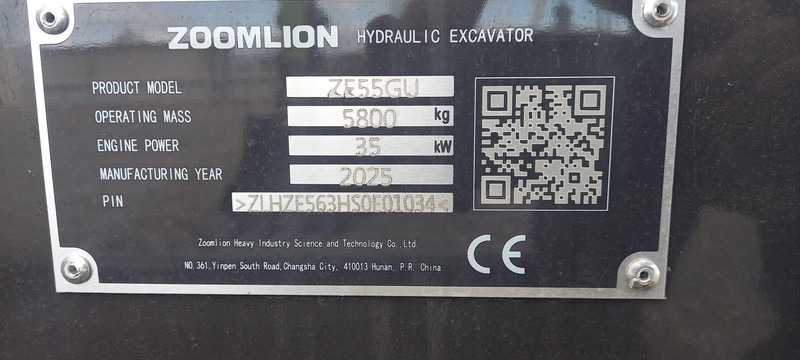 ZOOMLION HYDRAULIC EXCAVATOR
PRODUCT MODEL ZE55GU
OPERATING MASS 5800 kg
ENGINE POWER 35 kW
MANUFACTURING YEAR 2025
PIN >ZLHZE563HS0E01034<
Zoomlion Heavy Industry Science and Technology Co., Ltd.
NO.361, Yinpen South Road, Changsha City, 410013 Hunan, P. R. China
CE